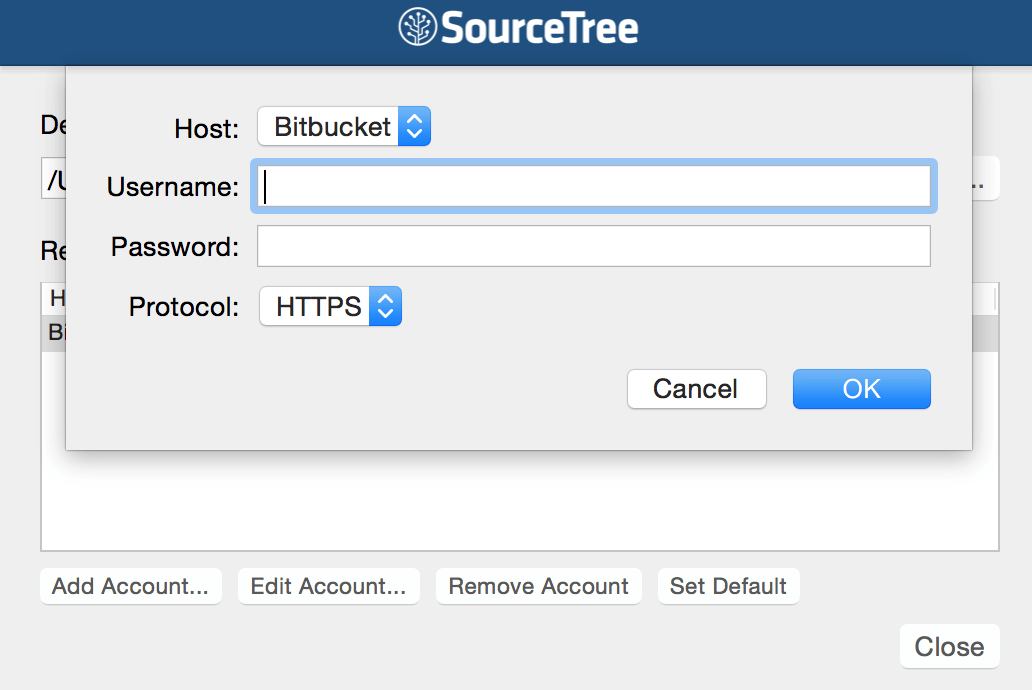 SourceTree
De
Host: Bitbucket
/U
Username:
..
Password:
Re
H
Protocol: HTTPS
Bi
Cancel OK
Add Account... Edit Account... Remove Account Set Default
Close